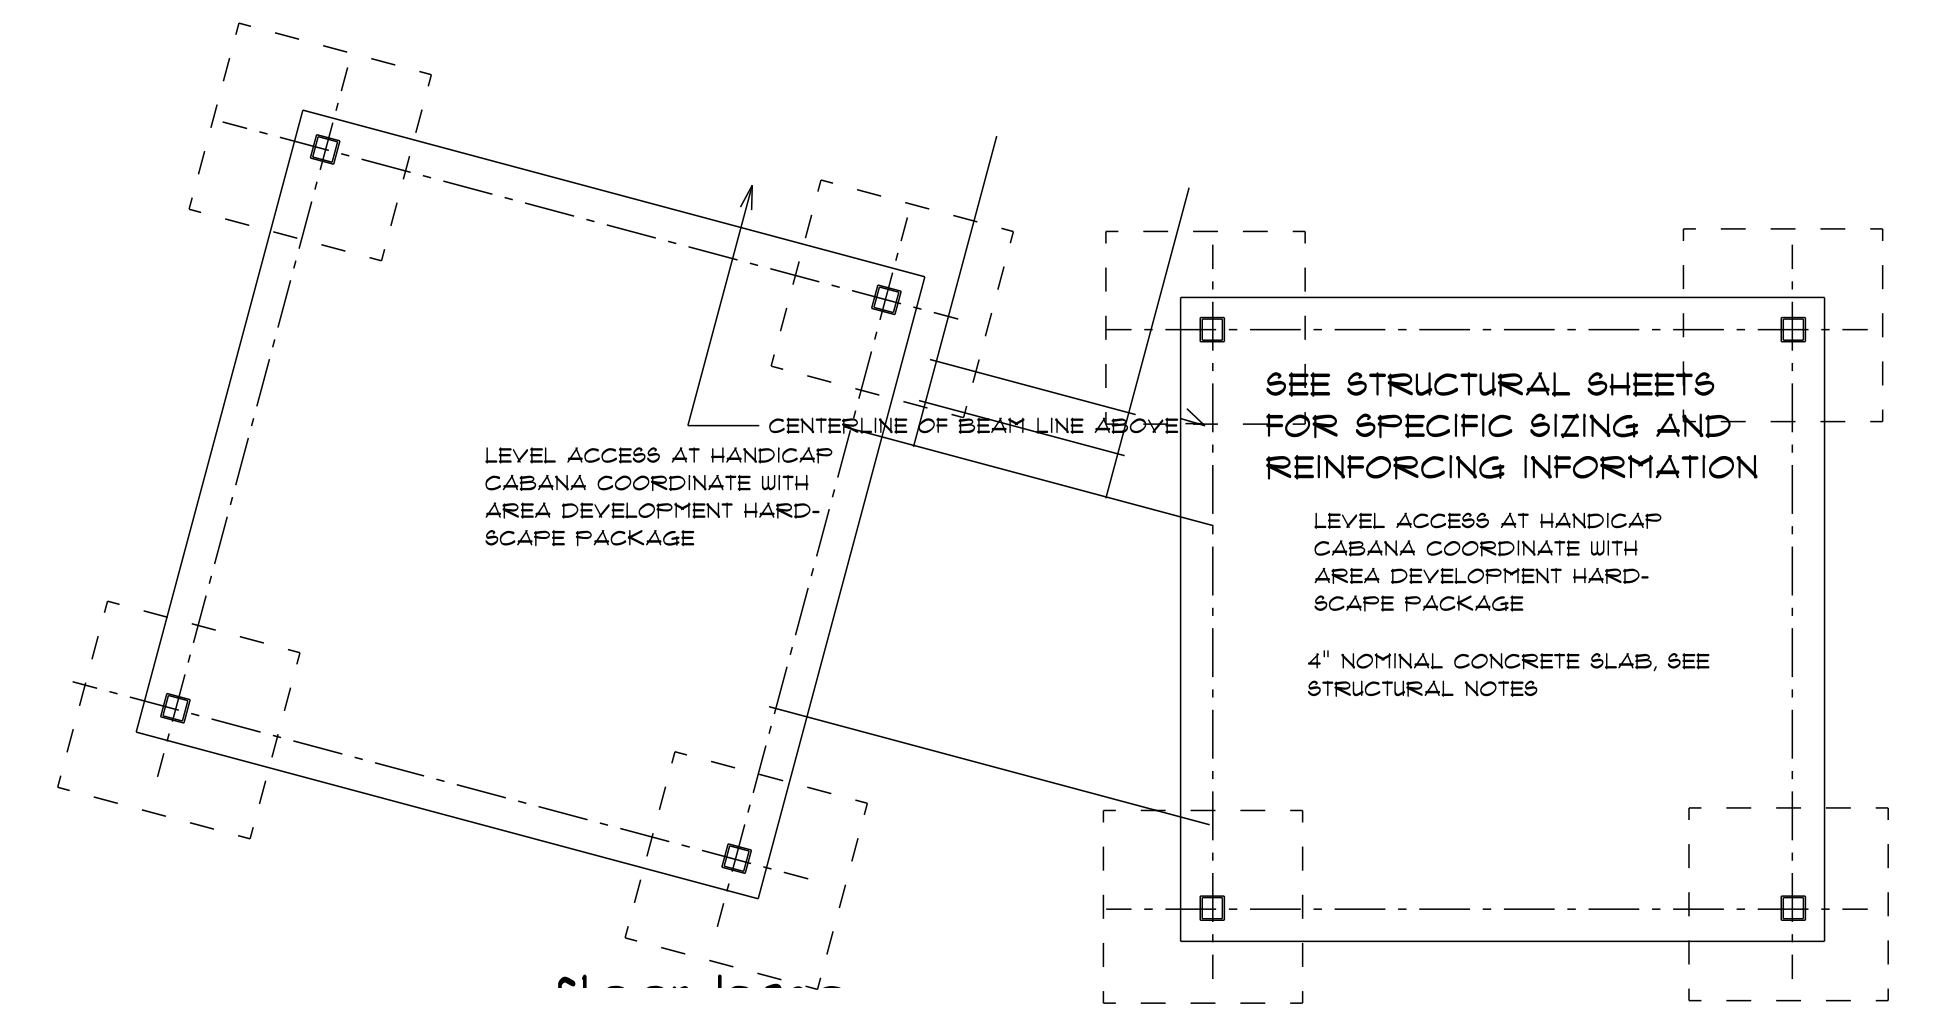 CENTERLINE OF BEAM LINE ABOVE
LEVEL ACCESS AT HANDICAP
CABANA COORDINATE WITH
AREA DEVELOPMENT HARD-
SCAPE PACKAGE
SEE STRUCTURAL SHEETS
FOR SPECIFIC SIZING AND
REINFORCING INFORMATION
LEVEL ACCESS AT HANDICAP
CABANA COORDINATE WITH
AREA DEVELOPMENT HARD-
SCAPE PACKAGE
4" NOMINAL CONCRETE SLAB, SEE
STRUCTURAL NOTES